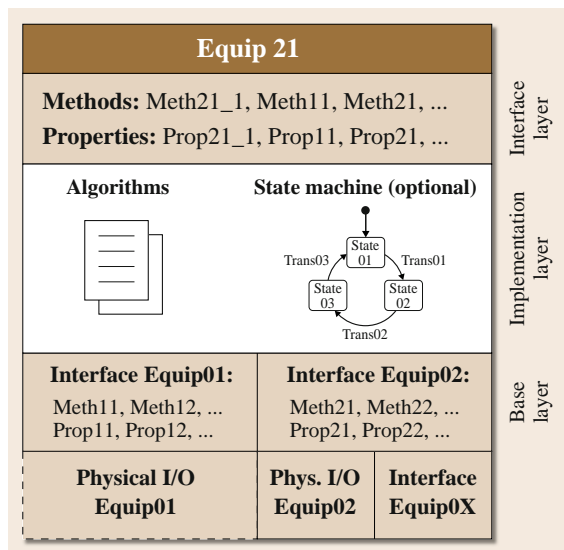 Equip 21
Methods: Meth21_1, Meth11, Meth21, ...
Properties: Prop21_1, Prop11, Prop21, ...
Interface
layer
Algorithms
State machine (optional)
State
01
Trans03
Trans01
State
03
State
02
Trans02
Implementation
layer
Interface Equip01:
Meth11, Meth12, ...
Prop11, Prop12, ...
Interface Equip02:
Meth21, Meth22, ...
Prop21, Prop22, ...
Base
layer
Physical I/O
Equip01
Phys. I/O
Equip02
Interface
Equip0X